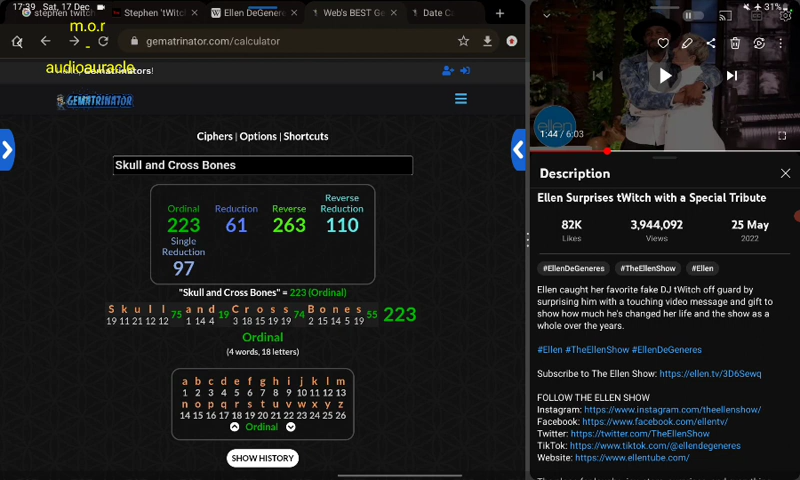 17:39 Sat, 17 Dec
m.o.r
-
audioauracle
stephen twitch
Stephen 'tWitch
Ellen DeGenere
Web's BEST Ge
Date C
gematrinator.com/calculator
Gematrinators!
GEMATRINATOR
Ciphers | Options | Shortcuts
Skull and Cross Bones
Ordinal
223
Reduction
61
Reverse
263
Reverse
Reduction
110
Single
Reduction
97
"Skull and Cross Bones" = 223 (Ordinal)
S k u l l 75 a n d 19 C r o s s 74 B o n e s 55 223
19 11 21 12 12 1 14 4 3 18 15 19 19 2 15 14 5 19
Ordinal
(4 words, 18 letters)
a b c d e f g h i j k l m
1 2 3 4 5 6 7 8 9 10 11 12 13
n o p q r s t u v w x y z
14 15 16 17 18 19 20 21 22 23 24 25 26
Ordinal
SHOW HISTORY
31%
ellen
1:44 / 6:03
Description
Ellen Surprises tWitch with a Special Tribute
82K
Likes
3,944,092
Views
25 May
2022
#EllenDeGeneres
#TheEllenShow
#Ellen
Ellen caught her favorite fake DJ tWitch off guard by
surprising him with a touching video message and gift to
show how much he's changed her life and the show as a
whole over the years.
#Ellen #TheEllenShow #EllenDeGeneres
Subscribe to The Ellen Show: https://ellen.tv/3D6Sewq
FOLLOW THE ELLEN SHOW
Instagram: https://www.instagram.com/theellenshow/
Facebook: https://www.facebook.com/ellentv/
Twitter: https://twitter.com/TheEllenShow
TikTok: https://www.tiktok.com/@ellendegeneres
Website: https://www.ellentube.com/